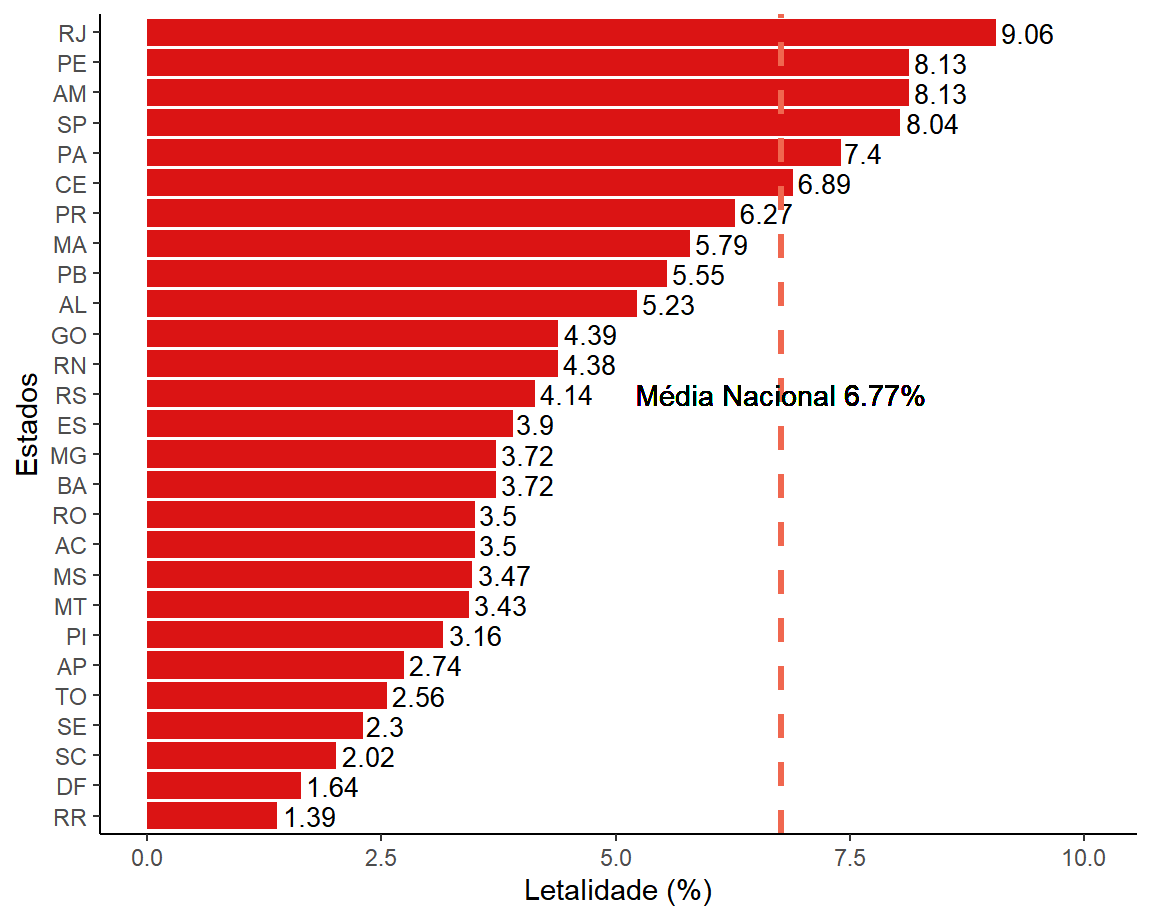 RJ 9.06
PE 8.13
AM 8.13
SP 8.04
PA 7.4
CE 6.89
PR 6.27
MA 5.79
PB 5.55
AL 5.23
GO 4.39
RN 4.38
RS 4.14 Média Nacional 6.77%
ES 3.9
MG 3.72
BA 3.72
RO 3.5
AC 3.5
MS 3.47
MT 3.43
PI 3.16
AP 2.74
TO 2.56
SE 2.3
SC 2.02
DF 1.64
RR 1.39
Estados
0.0 2.5 5.0 7.5 10.0
Letalidade (%)